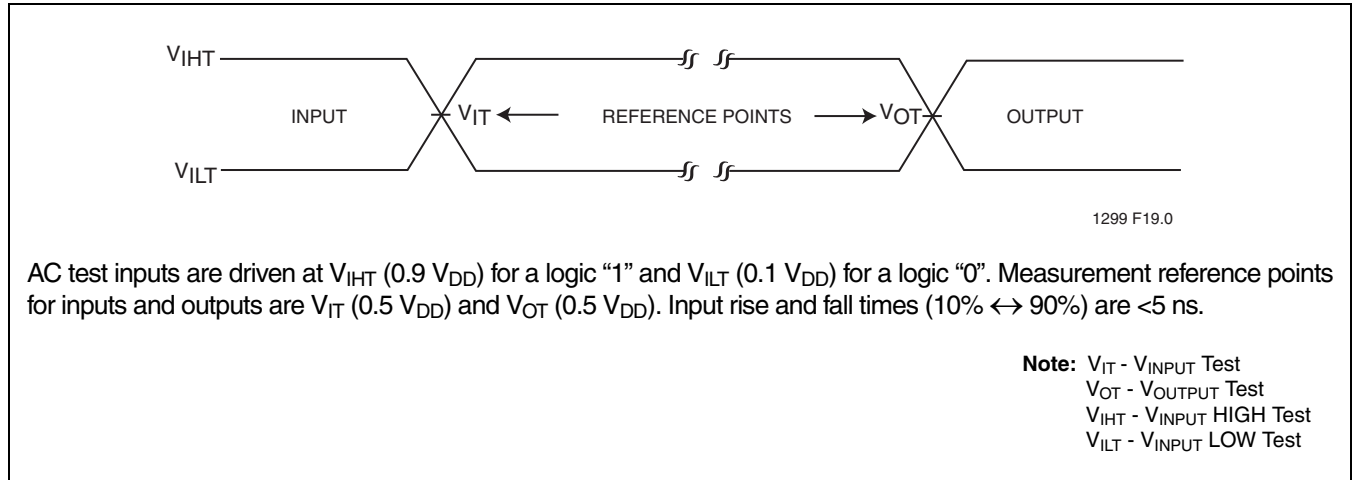 VIHT
INPUT VIT REFERENCE POINTS VOT OUTPUT
VILT
1299 F19.0
AC test inputs are driven at VIHT (0.9 VDD) for a logic “1” and VILT (0.1 VDD) for a logic “0”. Measurement reference points
for inputs and outputs are VIT (0.5 VDD) and VOT (0.5 VDD). Input rise and fall times (10% ↔ 90%) are <5 ns.
Note: VIT - VINPUT Test
VOT - VOUTPUT Test
VIHT - VINPUT HIGH Test
VILT - VINPUT LOW Test